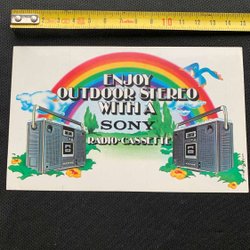 ENJOY
OUTDOOR STEREO
WITH A
SONY
RADIO·CASSETTE